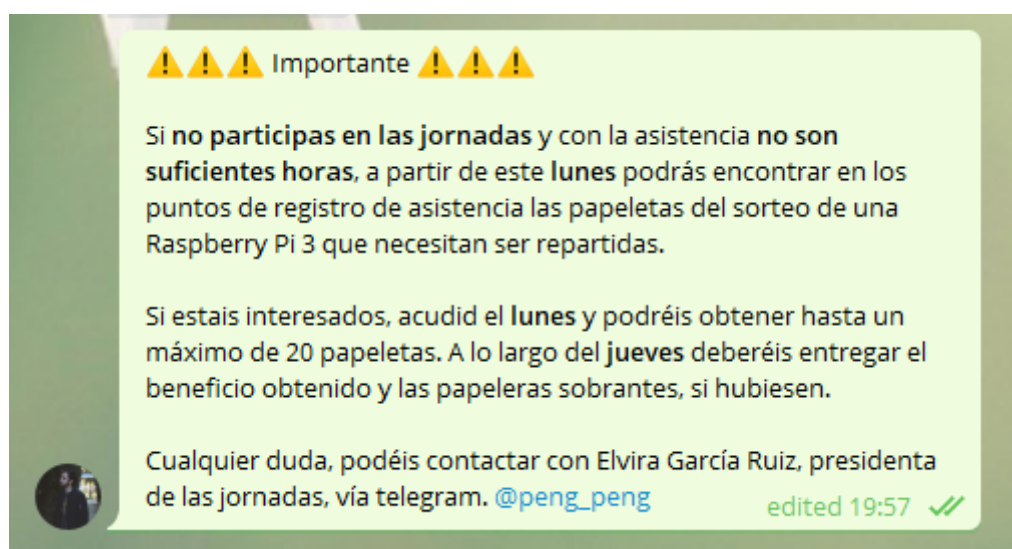 ⚠️⚠️⚠️ Importante ⚠️⚠️⚠️
Si no participas en las jornadas y con la asistencia no son
suficientes horas, a partir de este lunes podrás encontrar en los
puntos de registro de asistencia las papeletas del sorteo de una
Raspberry Pi 3 que necesitan ser repartidas.
Si estais interesados, acudid el lunes y podréis obtener hasta un
máximo de 20 papeletas. A lo largo del jueves deberéis entregar el
beneficio obtenido y las papeleras sobrantes, si hubiesen.
Cualquier duda, podéis contactar con Elvira García Ruiz, presidenta
de las jornadas, vía telegram. @peng_peng
edited 19:57